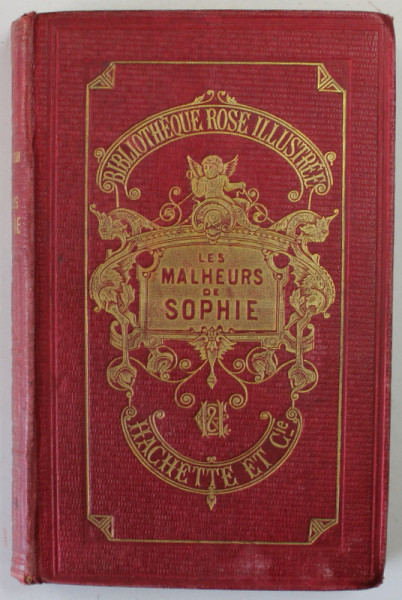 BIBLIOTHÈQUE ROSE ILLUSTRÉE
LES
MALHEURS
DE
SOPHIE
HACHETTE ET Cie